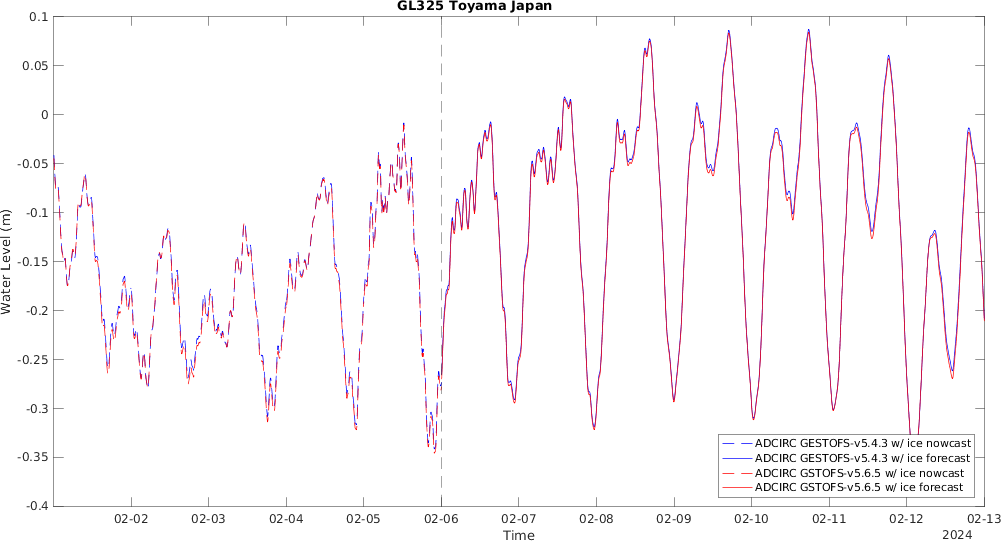 GL325 Toyama Japan
0.1
0.05
0
-0.05
-0.1
-0.15
-0.2
-0.25
-0.3
-0.35
-0.4
Water Level (m)
ADCIRC GESTOFS-v5.4.3 w/ ice nowcast
ADCIRC GESTOFS-v5.4.3 w/ ice forecast
ADCIRC GSTOFS-v5.6.5 w/ ice nowcast
ADCIRC GSTOFS-v5.6.5 w/ ice forecast
02-02 02-03 02-04 02-05 02-06 02-07 02-08 02-09 02-10 02-11 02-12 02-13
Time
2024